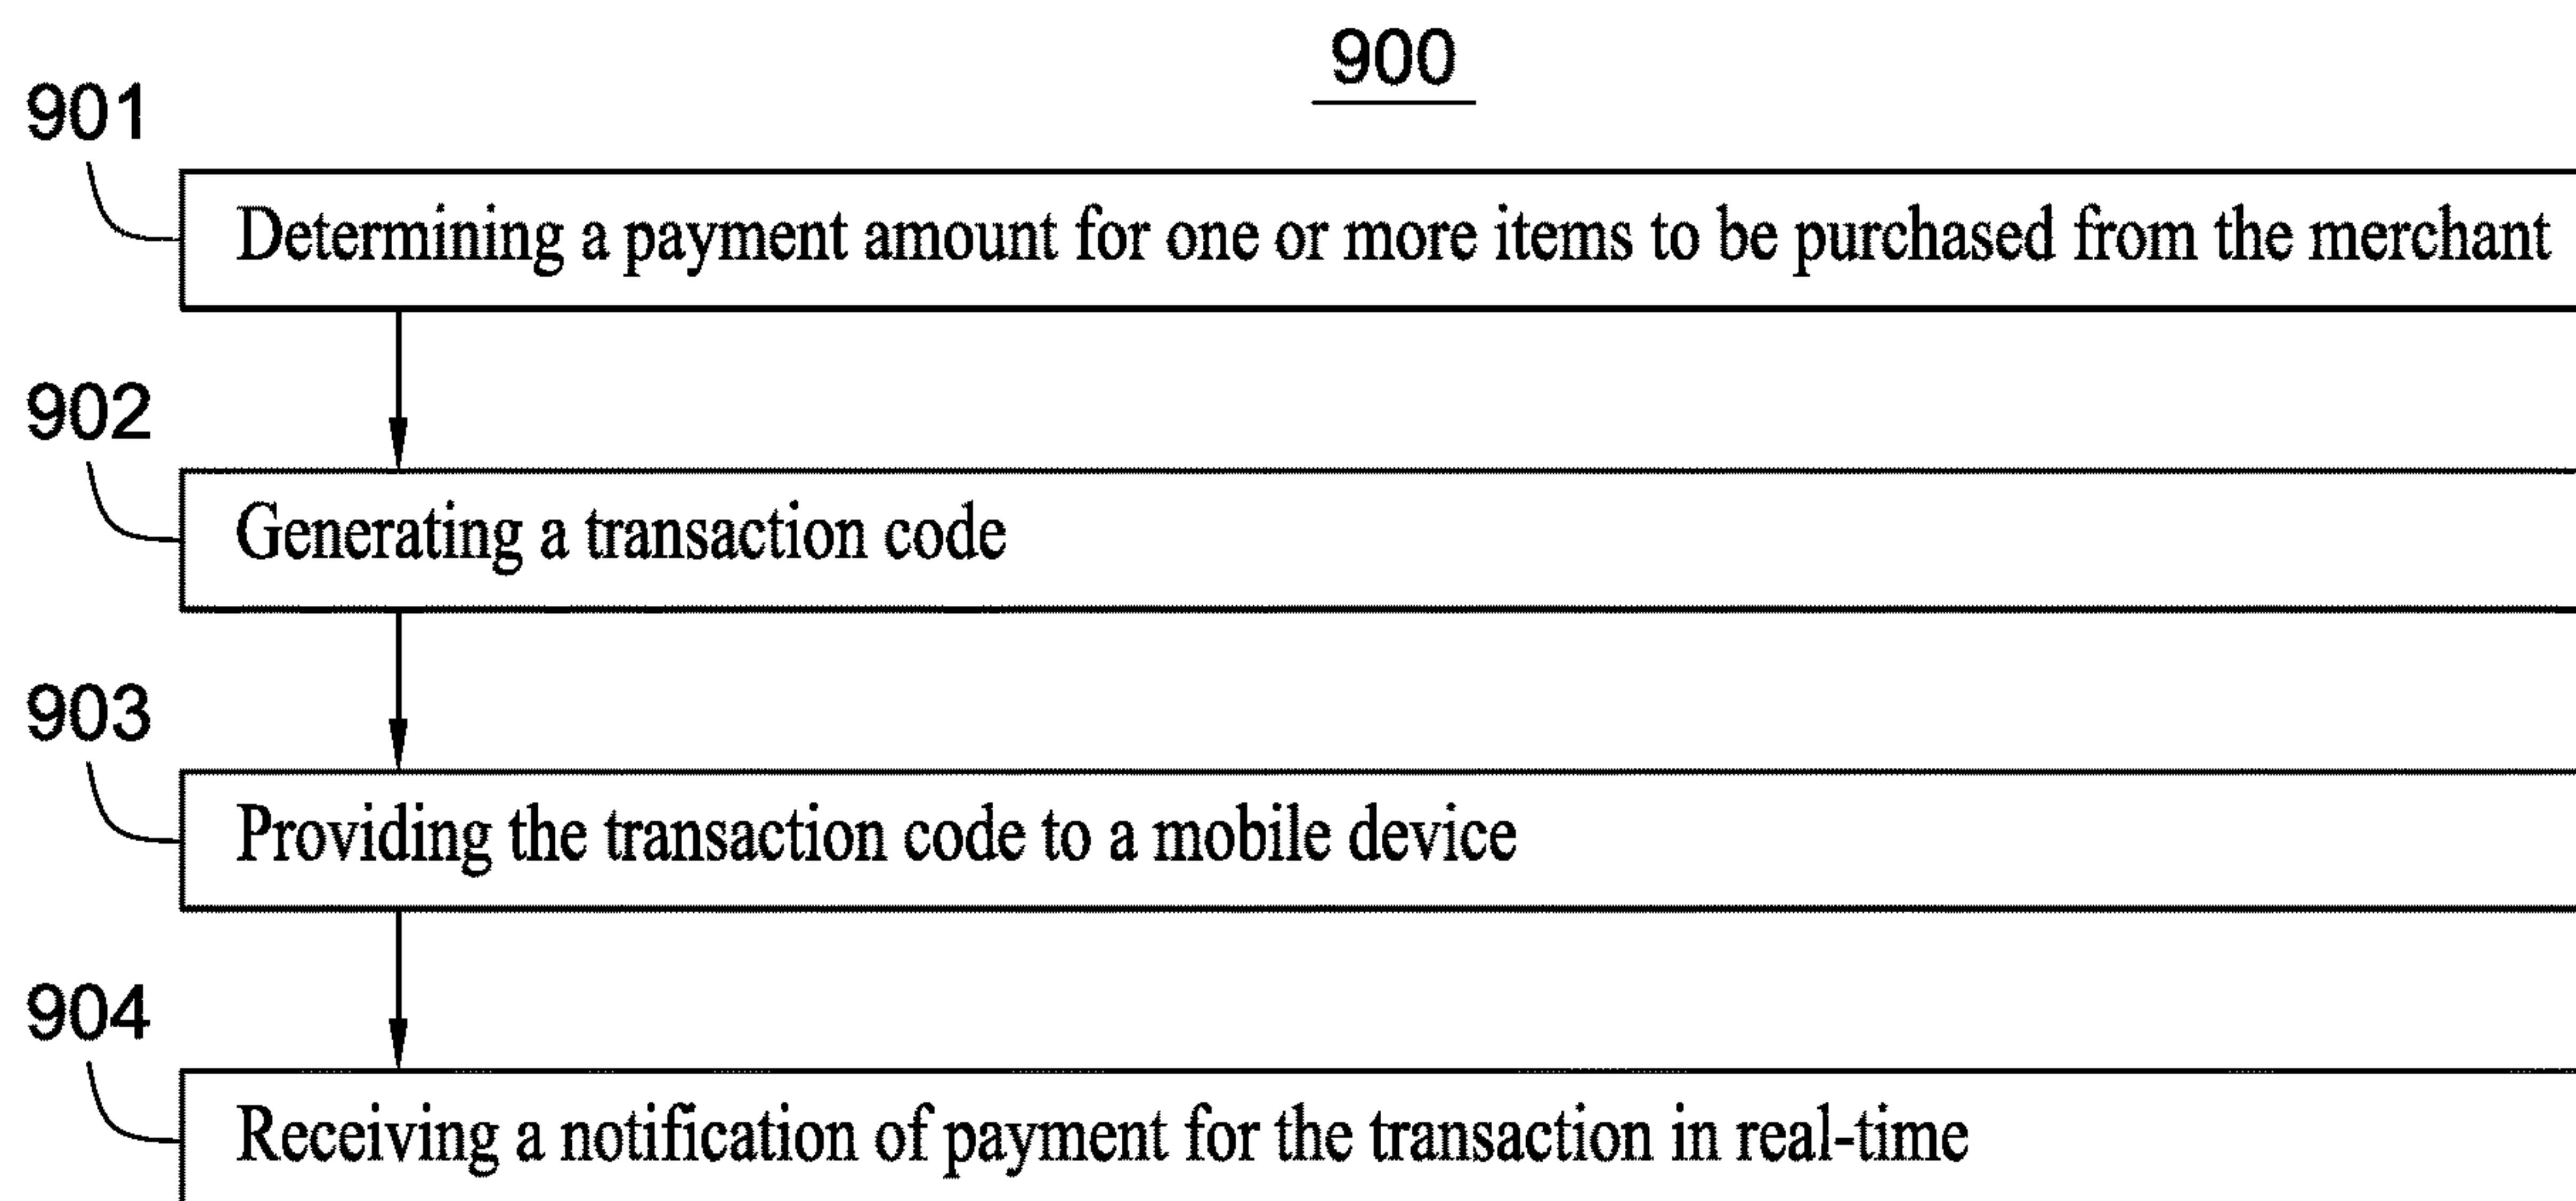 900
901
Determining a payment amount for one or more items to be purchased from the merchant
902
Generating a transaction code
903
Providing the transaction code to a mobile device
904
Receiving a notification of payment for the transaction in real-time